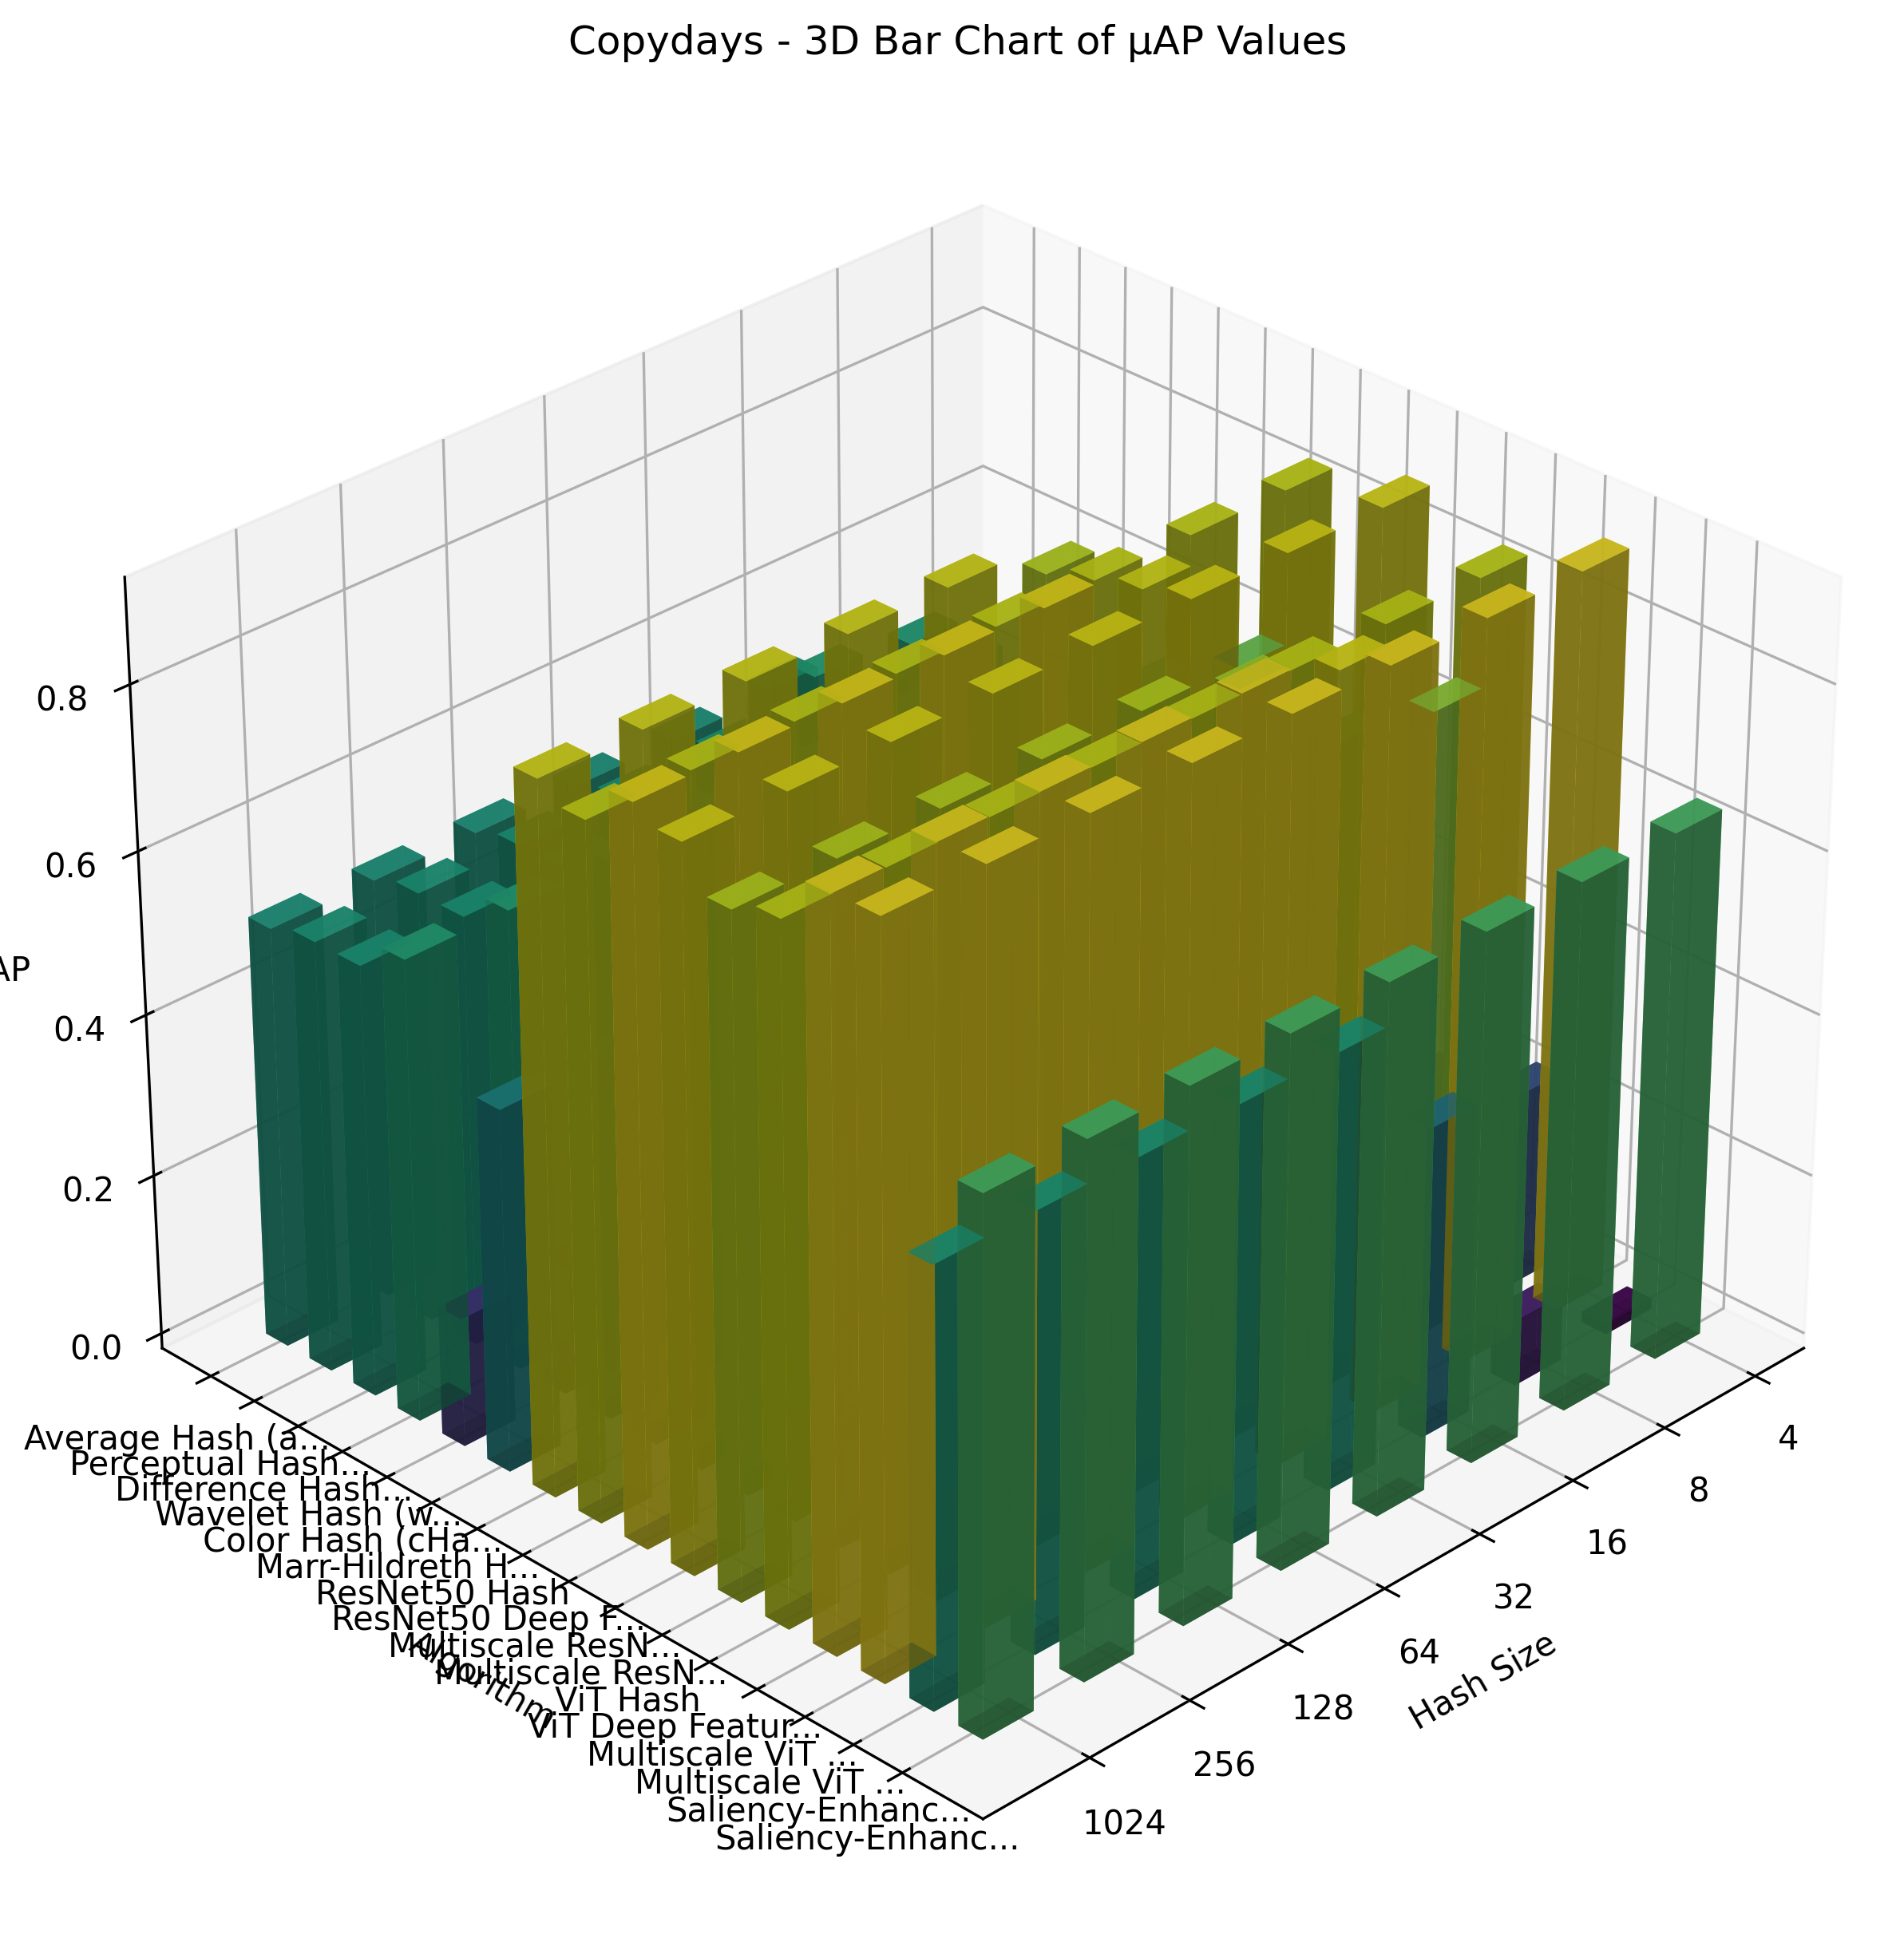 Copydays - 3D Bar Chart of μAP Values
0.8
0.6
AP
0.4
0.2
0.0
Average Hash (a...
Perceptual Hash...
Difference Hash...
Wavelet Hash (w...
Color Hash (cHa...
Marr-Hildreth H...
ResNet50 Hash
ResNet50 Deep F...
Multiscale ResN...
Multiscale ResN...
ViT Hash
ViT Deep Featur...
Multiscale ViT ...
Multiscale ViT ...
Saliency-Enhanc...
Saliency-Enhanc...
Algorithm
4
8
16
32
64
128
256
1024
Hash Size